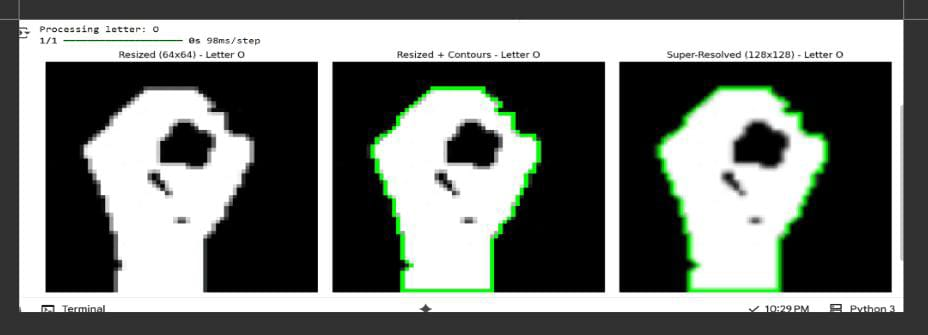 Processing letter: O
1/1 ━━━━━━━━━━ 0s 98ms/step
Resized (64x64) - Letter O
Resized + Contours - Letter O
Super-Resolved (128x128) - Letter O
Terminal
10:29 PM
Python 3